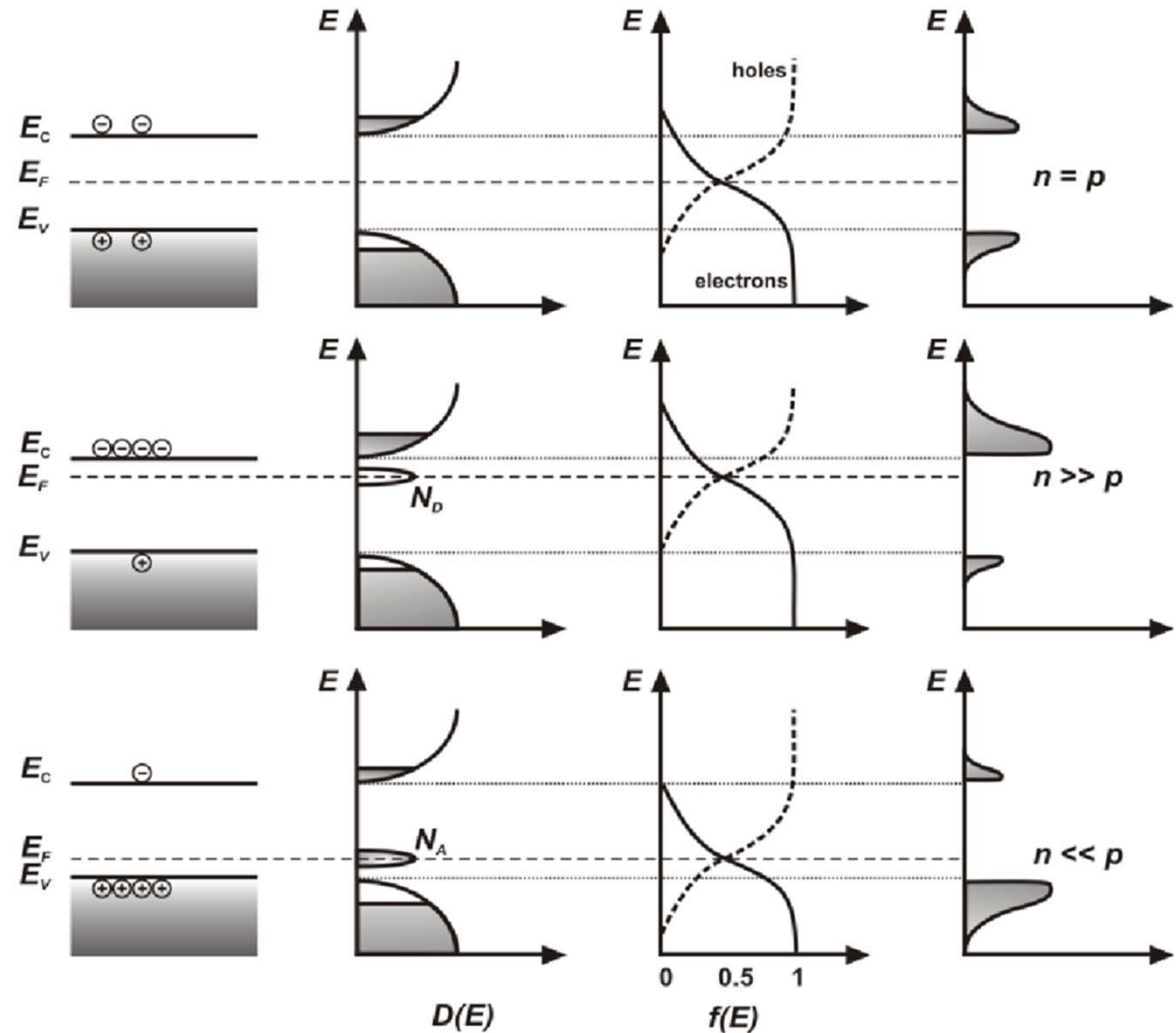 E E E
holes
E_C − −
E_F n = p
E_V + +
electrons
E E E
E_C − − − −
E_F n >> p
N_D
E_V +
E E E
E_C −
N_A
E_F n << p
E_V + + + +
0 0.5 1
D(E) f(E)